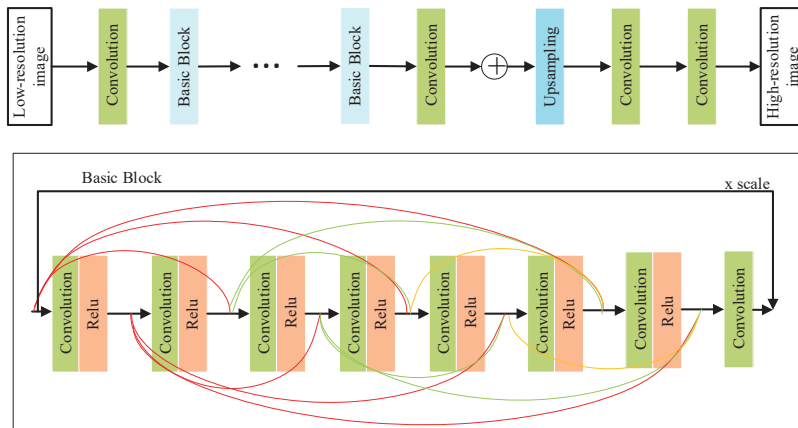 Low-resolution
image
Convolution
Basic Block
Basic Block
Convolution
Upsampling
Convolution
Convolution
High-resolution
image
Basic Block
x scale
Convolution
Relu
Convolution
Relu
Convolution
Relu
Convolution
Relu
Convolution
Relu
Convolution
Relu
Convolution
Relu
Convolution